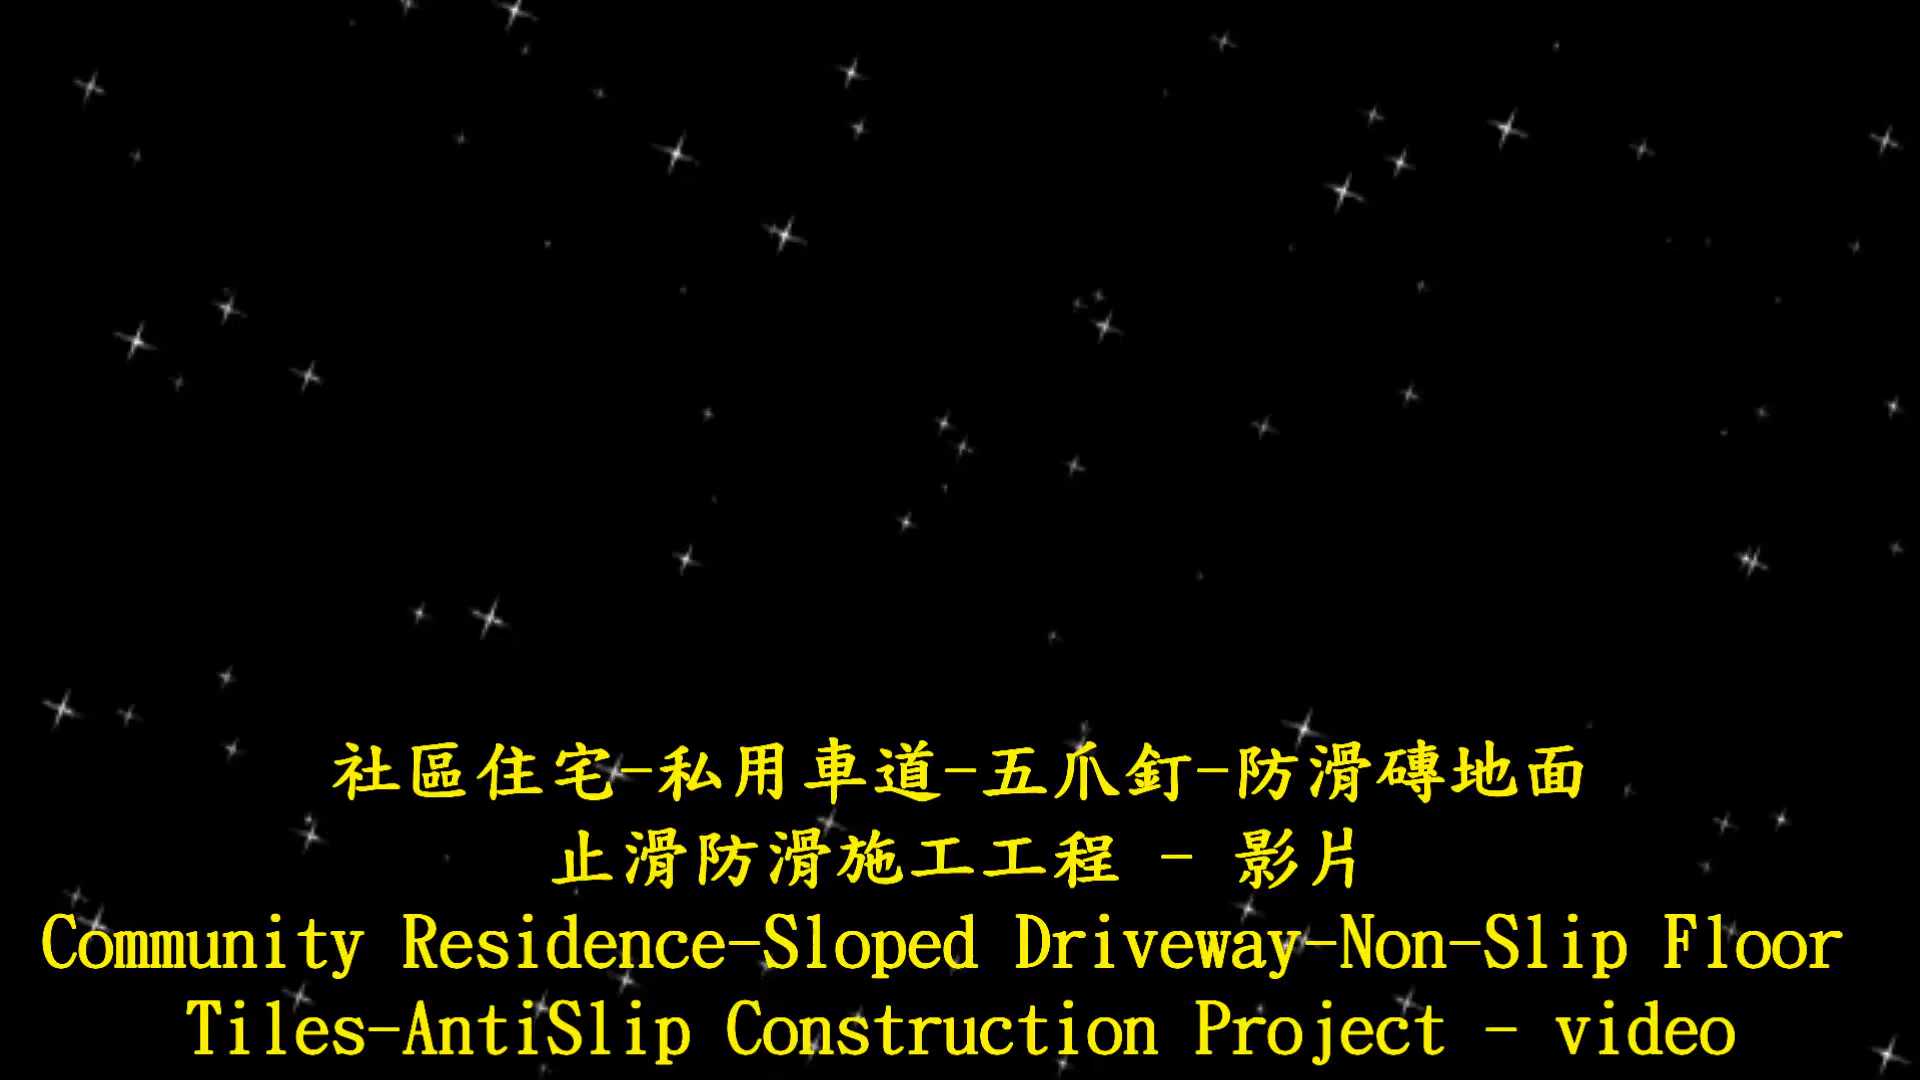 社區住宅-私用車道-五爪釘-防滑磚地面
止滑防滑施工工程 - 影片
Community Residence-Sloped Driveway-Non-Slip Floor
Tiles-AntiSlip Construction Project - video